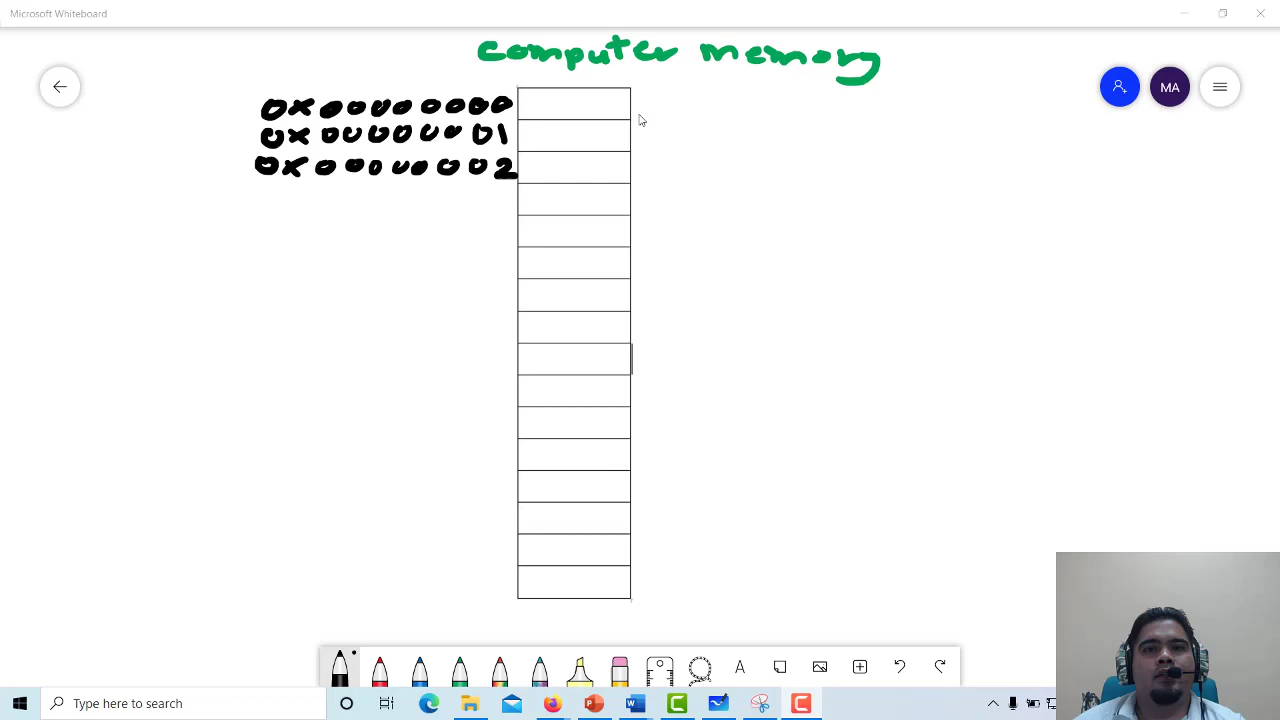 Microsoft Whiteboard
computer memory
MA
0x00000000
0x00000001
0x00000002
A
Type here to search